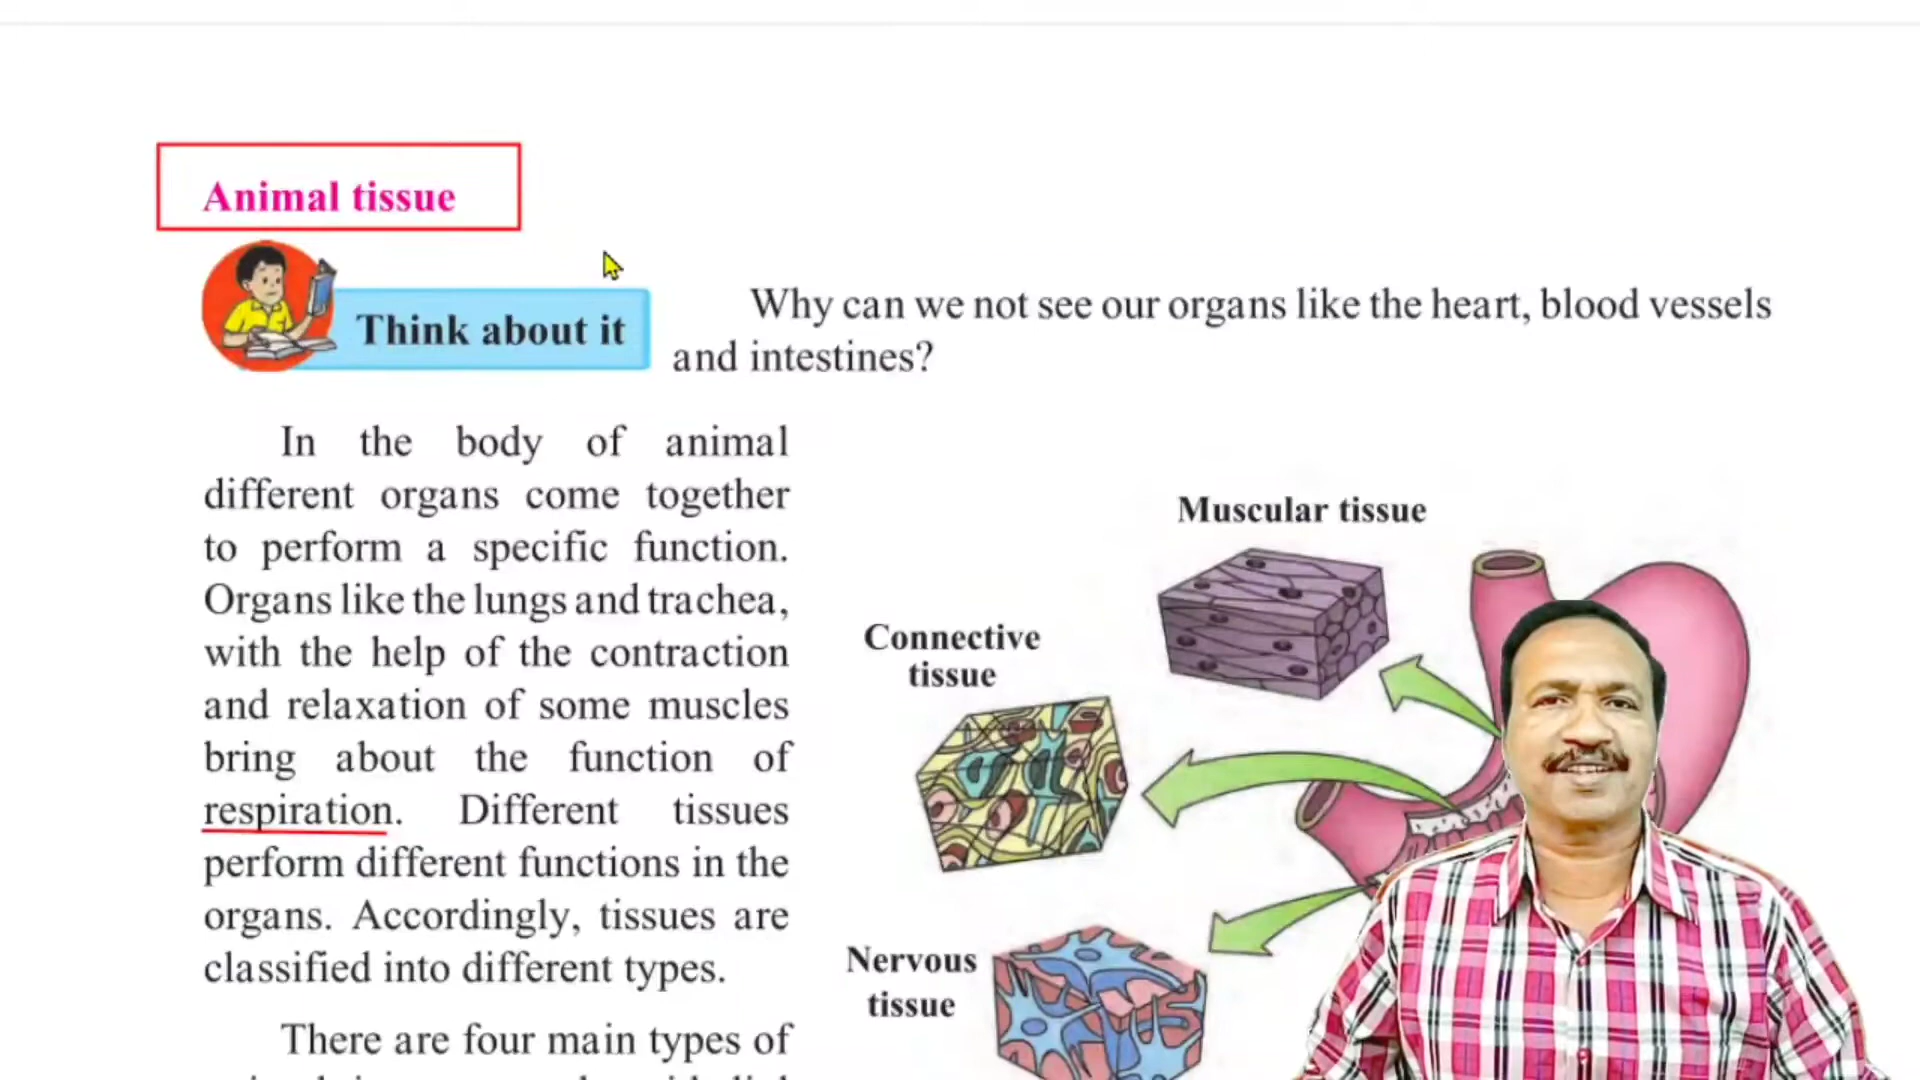 Animal tissue
Think about it
Why can we not see our organs like the heart, blood vessels
and intestines?
In the body of animal
different organs come together
to perform a specific function.
Organs like the lungs and trachea,
with the help of the contraction
and relaxation of some muscles
bring about the function of
respiration. Different tissues
perform different functions in the
organs. Accordingly, tissues are
classified into different types.
There are four main types of
Muscular tissue
Connective
tissue
Nervous
tissue